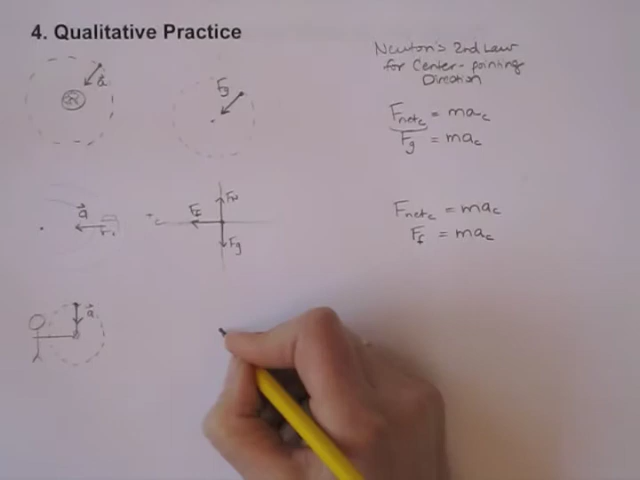 4. Qualitative Practice
Newton's 2nd Law
for Center-pointing
Direction
a
Fg
Fnetc = mac
Fg = mac
a
+c
Ff
FN
Fg
Fnetc = mac
Ff = mac
a